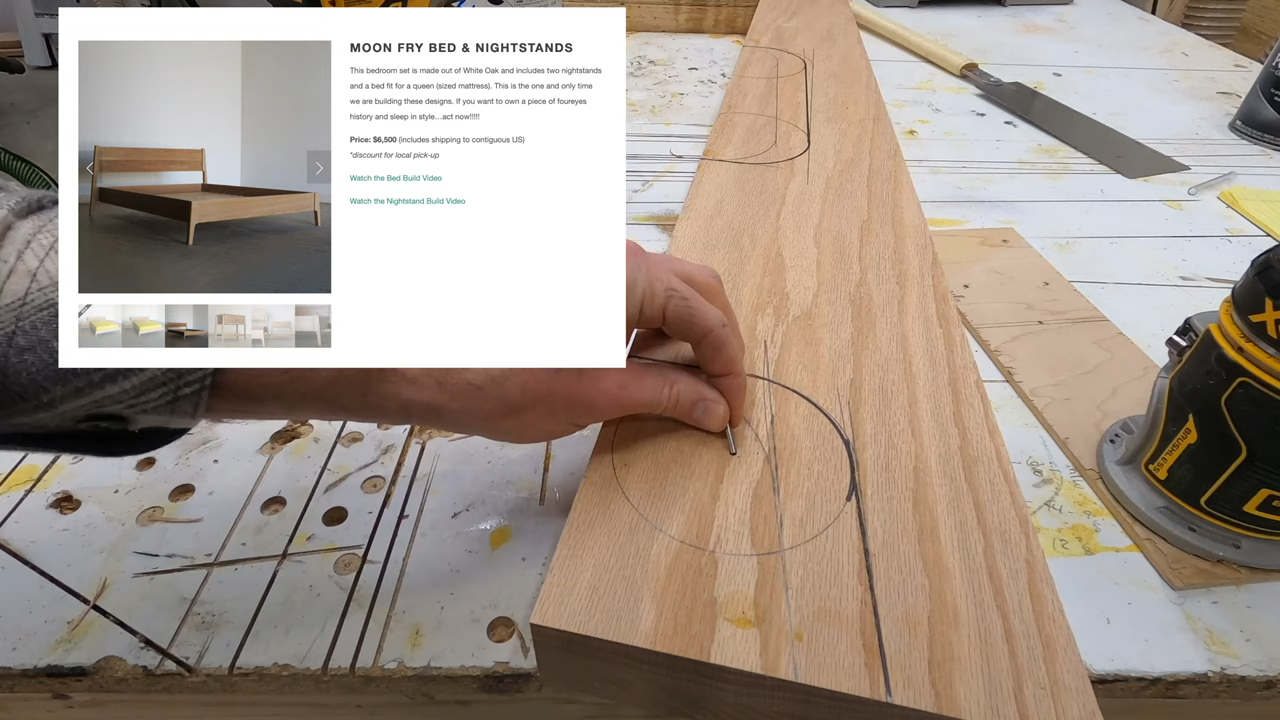 MOON FRY BED & NIGHTSTANDS
This bedroom set is made out of White Oak and includes two nightstands
and a bed fit for a queen (sized mattress). This is the one and only time
we are building these designs. If you want to own a piece of foureyes
history and sleep in style...act now!!!!!
Price: $6,500 (includes shipping to contiguous US)
*discount for local pick-up
Watch the Bed Build Video
Watch the Nightstand Build Video
BRUSHLESS